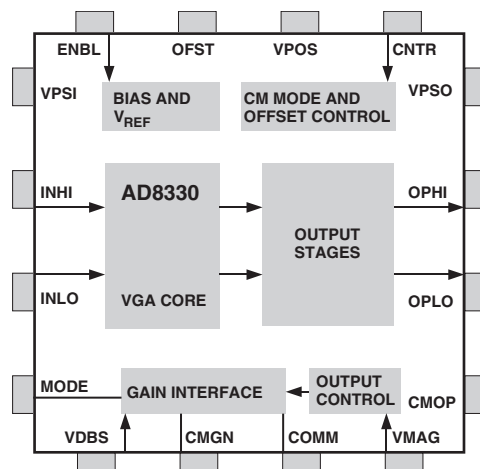 ENBL OFST VPOS CNTR
VPSI VPSO
BIAS AND
VREF
CM MODE AND
OFFSET CONTROL
INHI OPHI
AD8330
OUTPUT
STAGES
INLO OPLO
VGA CORE
MODE
GAIN INTERFACE
OUTPUT
CONTROL
CMOP
VDBS CMGN COMM VMAG